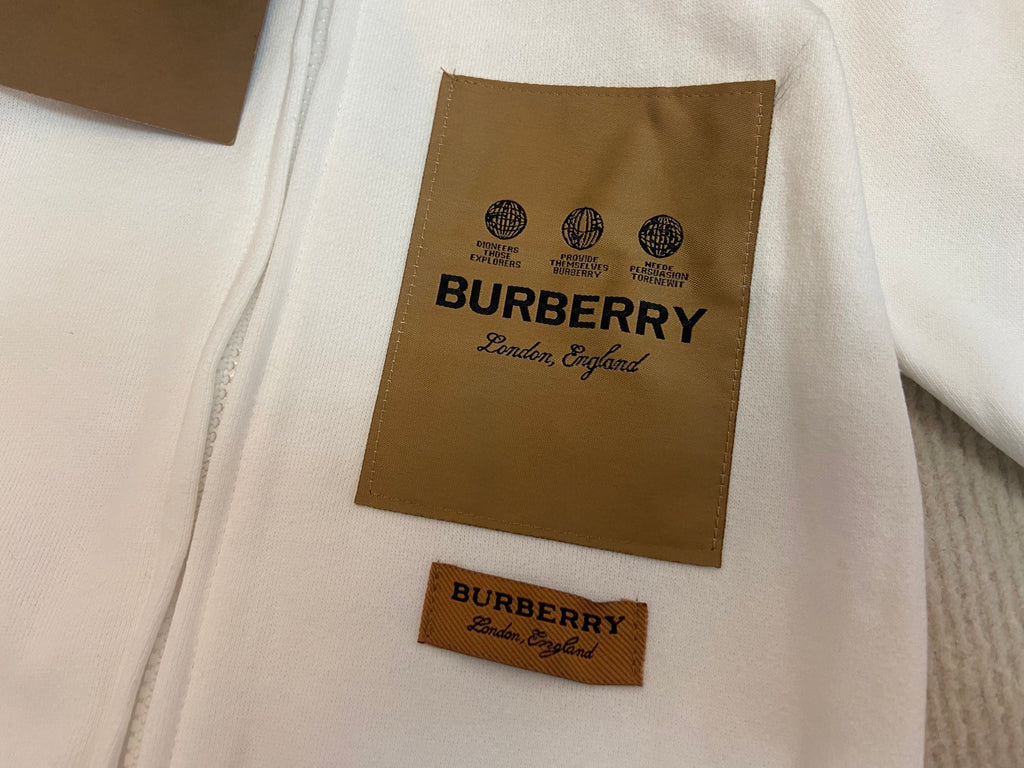 DIONEERS
THOSE
EXPLORERS
PROVIDE
THEMSELVES
BURBERRY
NEEDE
PERSUASION
TORENEWIT
BURBERRY
London, England
BURBERRY
London, England